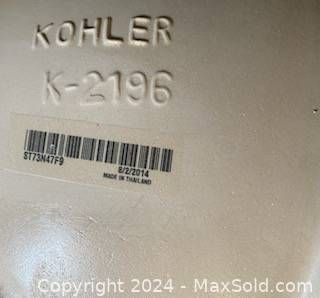 KOHLER
K-2196
ST73N47F9
8/2/2014
MADE IN THAILAND
Copyright 2024 - MaxSold.com